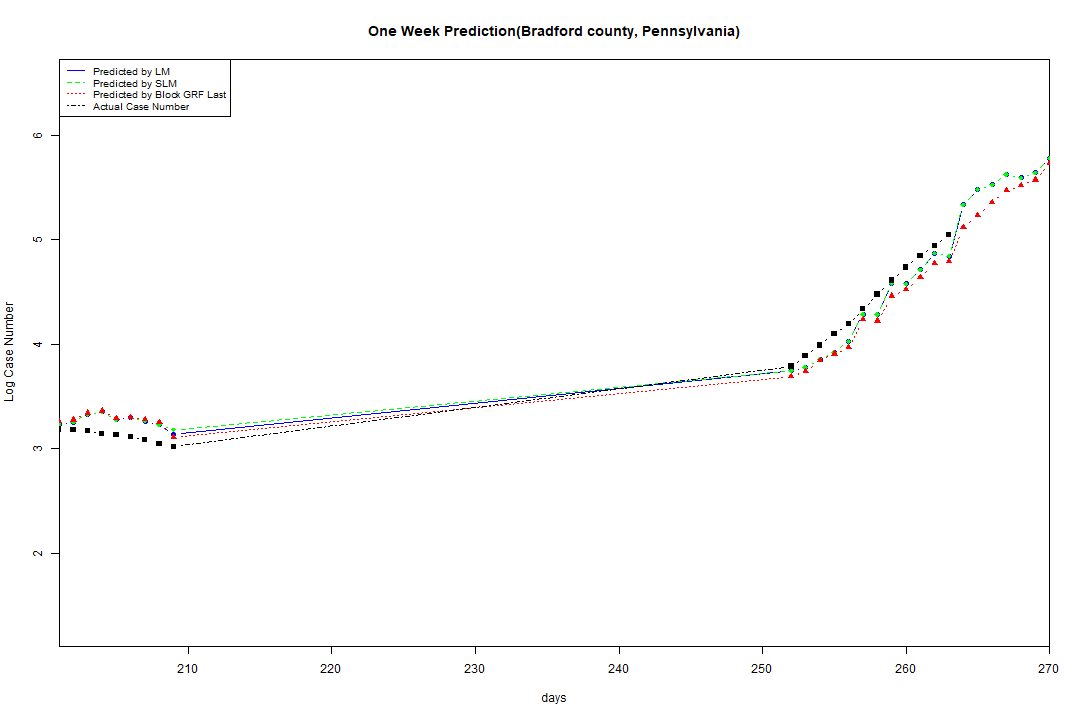 One Week Prediction(Bradford county, Pennsylvania)
Predicted by LM
Predicted by SLM
Predicted by Block GRF Last
Actual Case Number
6
5
4
3
2
Log Case Number
210 220 230 240 250 260 270
days